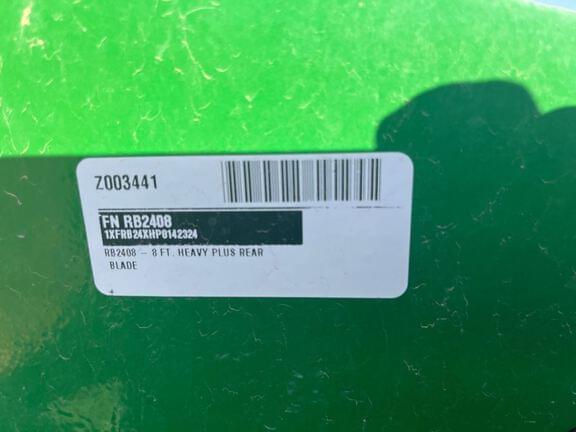 Z003441
FN RB2408
1XFRB24XHP0142324
RB2408 - 8 FT. HEAVY PLUS REAR
BLADE